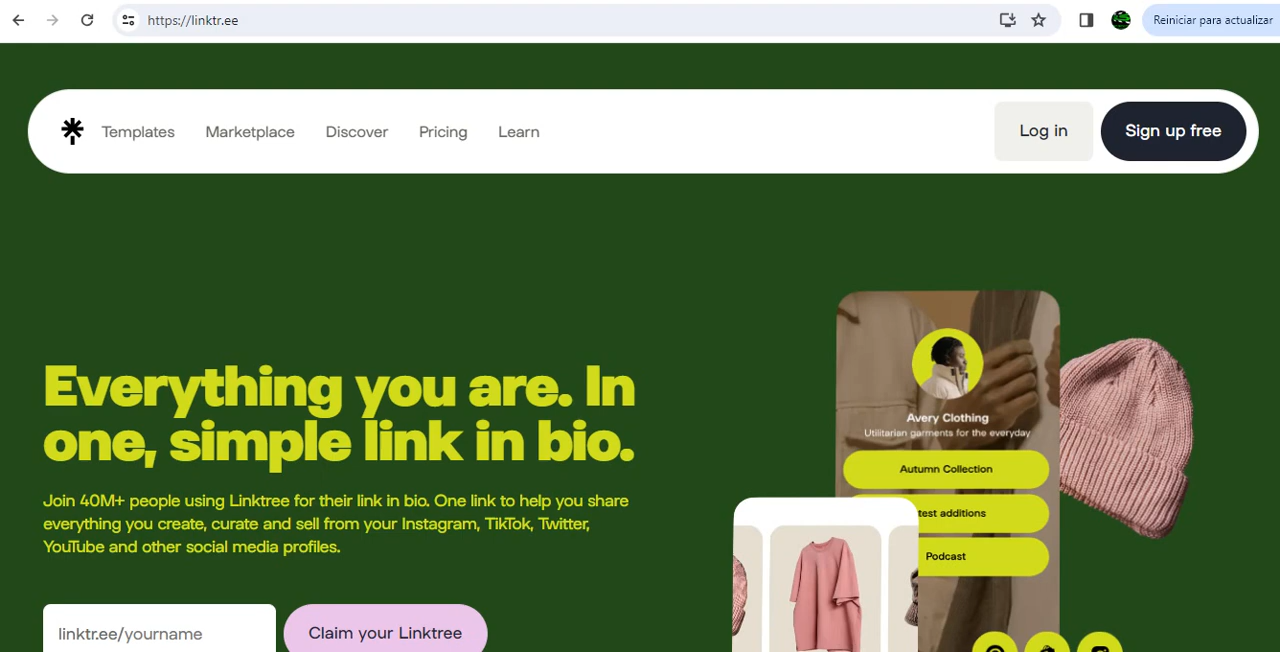 https://linktr.ee
Reiniciar para actualizar
Templates Marketplace Discover Pricing Learn Log in Sign up free
Everything you are. In
one, simple link in bio.
Join 40M+ people using Linktree for their link in bio. One link to help you share
everything you create, curate and sell from your Instagram, TikTok, Twitter,
YouTube and other social media profiles.
linktr.ee/yourname
Claim your Linktree
Avery Clothing
Utilitarian garments for the everyday
Autumn Collection
additions
Podcast